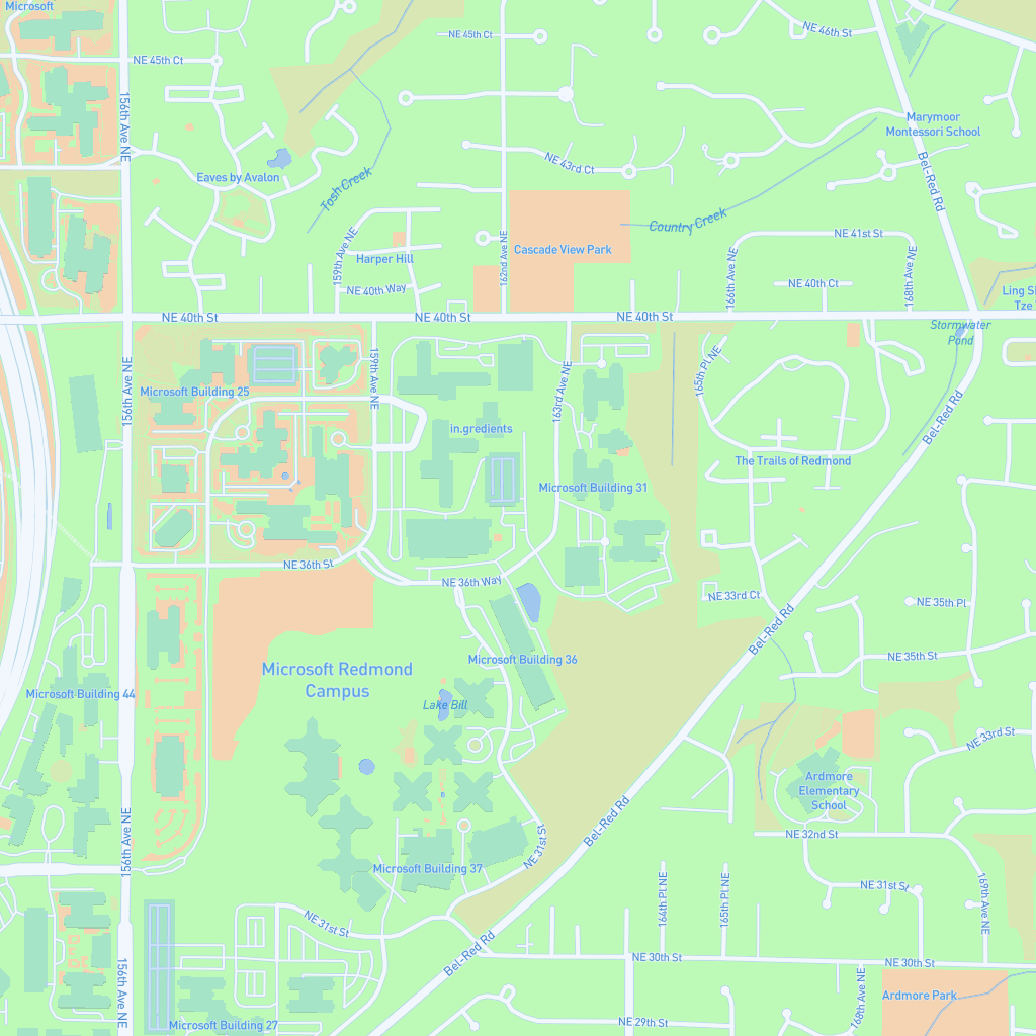 Microsoft
NE 45th Ct
NE 46th St
NE 45th Ct
156th Ave NE
Marymoor
Montessori School
NE 43rd Ct
Bel-Red Rd
Eaves by Avalon
Tosh Creek
Country Creek
NE 41st St
159th Ave NE
162nd Ave NE
Cascade View Park
Harper Hill
166th Ave NE
168th Ave NE
NE 40th Way
NE 40th Ct
NE 40th St
NE 40th St
NE 40th St
Stormwater
Pond
156th Ave NE
159th Ave NE
163rd Ave NE
165th Pl NE
Microsoft Building 25
Bel-Red Rd
in.gredients
The Trails of Redmond
Microsoft Building 31
NE 36th St
NE 36th Way
NE 33rd Ct
NE 35th Pl
Bel-Red Rd
Microsoft Redmond
Campus
Microsoft Building 36
NE 35th St
Microsoft Building 44
Lake Bill
NE 33rd St
Ardmore
Elementary
School
156th Ave NE
Bel-Red Rd
NE 31st St
NE 32nd St
Microsoft Building 37
164th Pl NE
165th Pl NE
NE 31st St
169th Ave NE
NE 31st St
Bel-Red Rd
NE 30th St
NE 30th St
156th Ave NE
168th Ave NE
Ardmore Park
Microsoft Building 27
NE 29th St